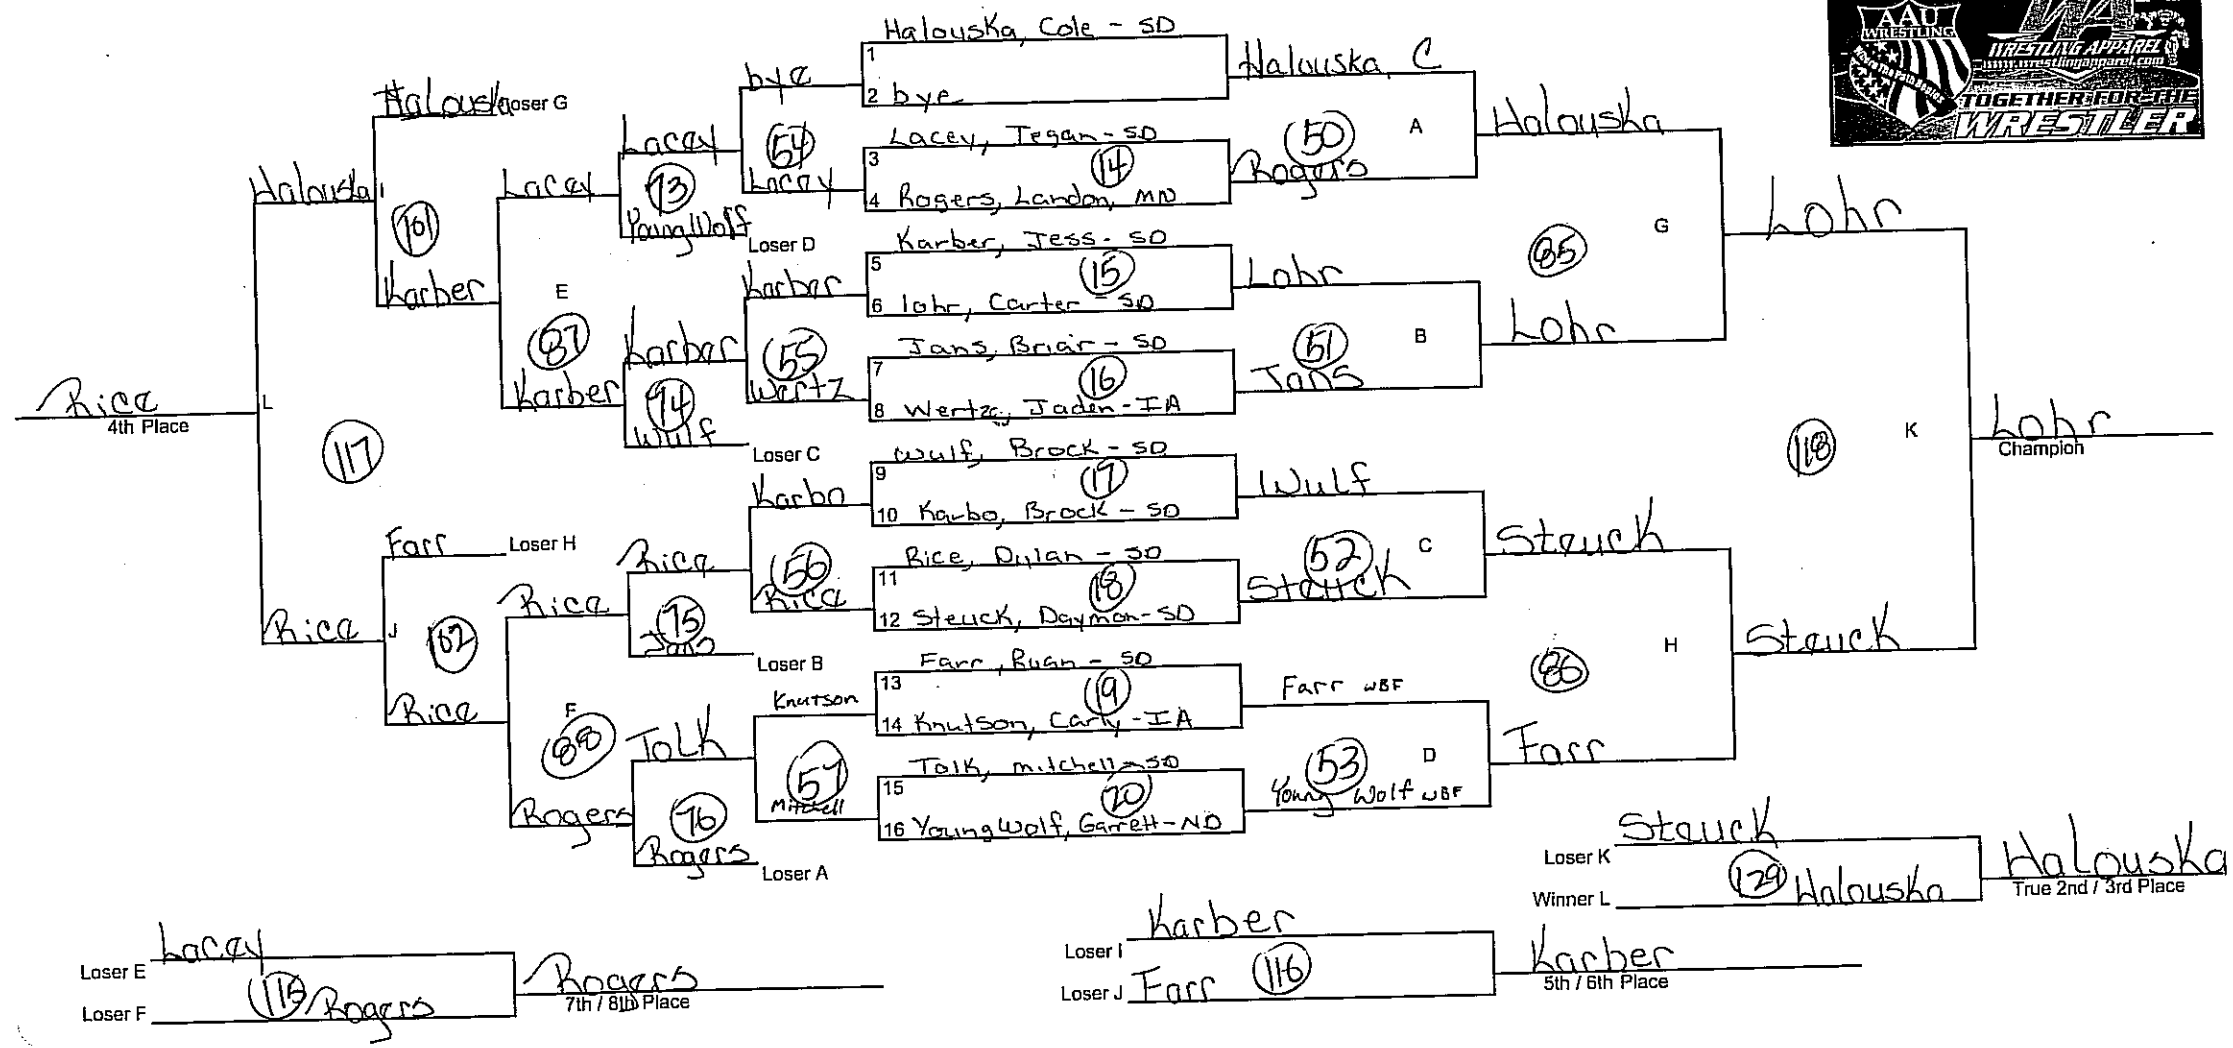 Halouska, Cole - SD
1
2 bye
Lacey, Tegan - SD
3
14
4 Rogers, Landon, MN
Karber, Jess - SD
5
15
6 lohr, Carter - SD
Jans, Briar - SD
7
16
8 Wertz, Jaden - IA
Wulf, Brock - SD
9
17
10 Karbo, Brock - SD
Rice, Dylan - SD
11
18
12 Steuck, Daymon - SD
Farr, Ryan - SD
13
19
14 Knutson, Carly - IA
Tolk, mitchell - SD
15
20
16 Young Wolf, Garrett - ND
Halouska, C
50 A
Rogers
Lohr
51 B
Jans
Wulf
52 C
Steuck
Farr WBF
53 D
Young Wolf WBF
Halouska
85 G
Lohr
Steuck
86 H
Farr
Lohr
118 K
Steuck
Lohr
Champion
bye
54
Lacey
Karber
55
Wertz
Karbo
56
Rice
Knutson
57
Mitchell
Lacey
73
Young Wolf
Loser D
Karber
74
Wulf
Loser C
Rice
75
Jans
Loser B
Tolk
76
Rogers
Loser A
Lacey
E
87
Karber
Rice
F
88
Rogers
Halouska Loser G
I
101
Karber
Farr Loser H
J
102
Rice
Halouska
L
117
Rice
Rice
4th Place
Steuck
Loser K
129 Halouska
Winner L
Halouska
True 2nd / 3rd Place
Karber
Loser I
116
Loser J Farr
Karber
5th / 6th Place
Lacey
Loser E
115 Rogers
Loser F
Rogers
7th / 8th Place
AAU
WRESTLING
WA
WRESTLING APPAREL
www.wrestlingapparel.com
TOGETHER FOR THE
WRESTLER